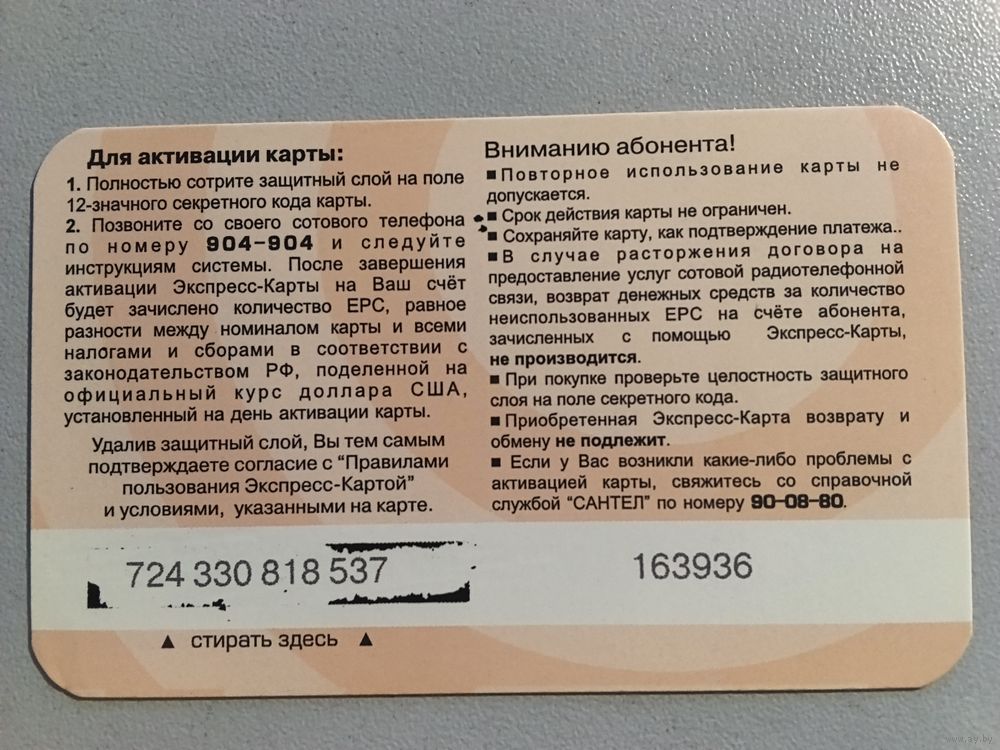 Для активации карты:
1. Полностью сотрите защитный слой на поле
12-значного секретного кода карты.
2. Позвоните со своего сотового телефона
по номеру 904-904 и следуйте
инструкциям системы. После завершения
активации Экспресс-Карты на Ваш счёт
будет зачислено количество ЕРС, равное
разности между номиналом карты и всеми
налогами и сборами в соответствии с
законодательством РФ, поделенной на
официальный курс доллара США,
установленный на день активации карты.
Удалив защитный слой, Вы тем самым
подтверждаете согласие с "Правилами
пользования Экспресс-Картой"
и условиями, указанными на карте.
Вниманию абонента!
■ Повторное использование карты не
допускается.
■ Срок действия карты не ограничен.
■ Сохраняйте карту, как подтверждение платежа..
■ В случае расторжения договора на
предоставление услуг сотовой радиотелефонной
связи, возврат денежных средств за количество
неиспользованных ЕРС на счёте абонента,
зачисленных с помощью Экспресс-Карты,
не производится.
■ При покупке проверьте целостность защитного
слоя на поле секретного кода.
■ Приобретенная Экспресс-Карта возврату и
обмену не подлежит.
■ Если у Вас возникли какие-либо проблемы с
активацией карты, свяжитесь со справочной
службой "САНТЕЛ" по номеру 90-08-80.
724 330 818 537
163936
▲ стирать здесь ▲
www.ay.by